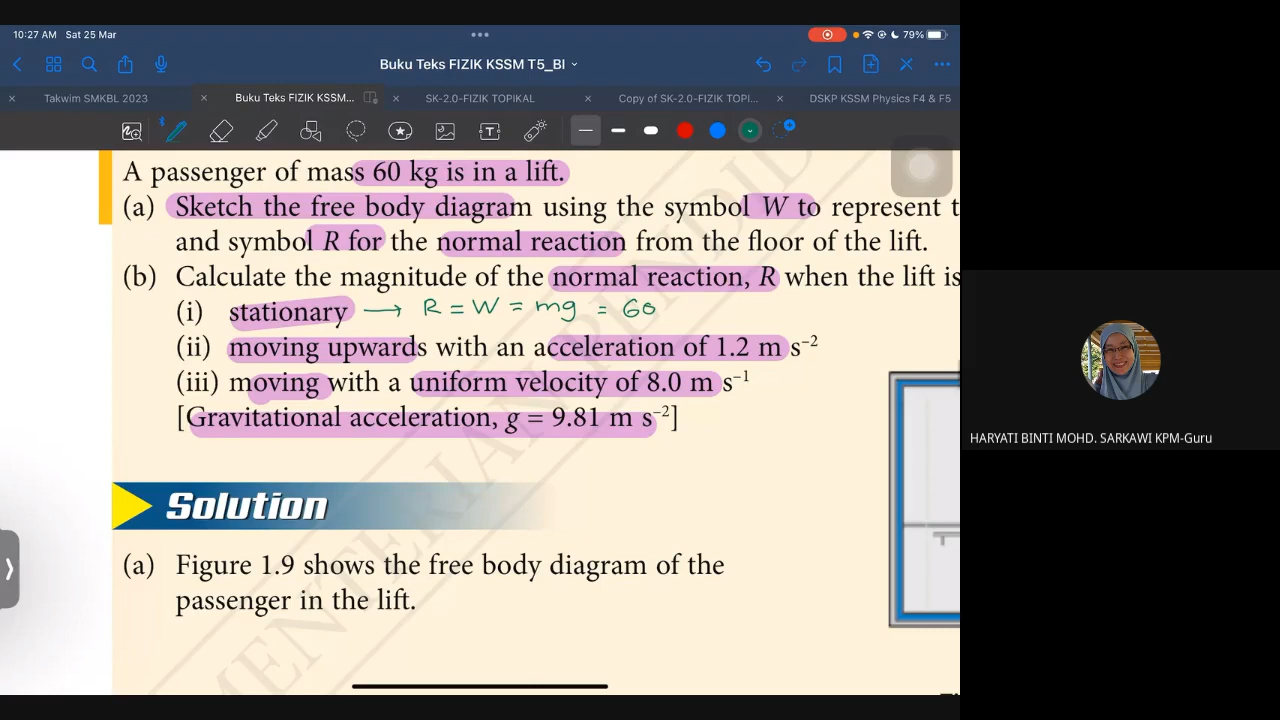 10:27 AM Sat 25 Mar
79%
Buku Teks FIZIK KSSM T5_BI
Takwim SMKBL 2023
Buku Teks FIZIK KSSM...
SK-2.0-FIZIK TOPIKAL
Copy of SK-2.0-FIZIK TOPI...
DSKP KSSM Physics F4 & F5
A passenger of mass 60 kg is in a lift.
(a) Sketch the free body diagram using the symbol W to represent t
and symbol R for the normal reaction from the floor of the lift.
(b) Calculate the magnitude of the normal reaction, R when the lift is
(i) stationary → R = W = mg = 60
(ii) moving upwards with an acceleration of 1.2 m s⁻²
(iii) moving with a uniform velocity of 8.0 m s⁻¹
[Gravitational acceleration, g = 9.81 m s⁻²]
Solution
(a) Figure 1.9 shows the free body diagram of the
passenger in the lift.
HARYATI BINTI MOHD. SARKAWI KPM-Guru